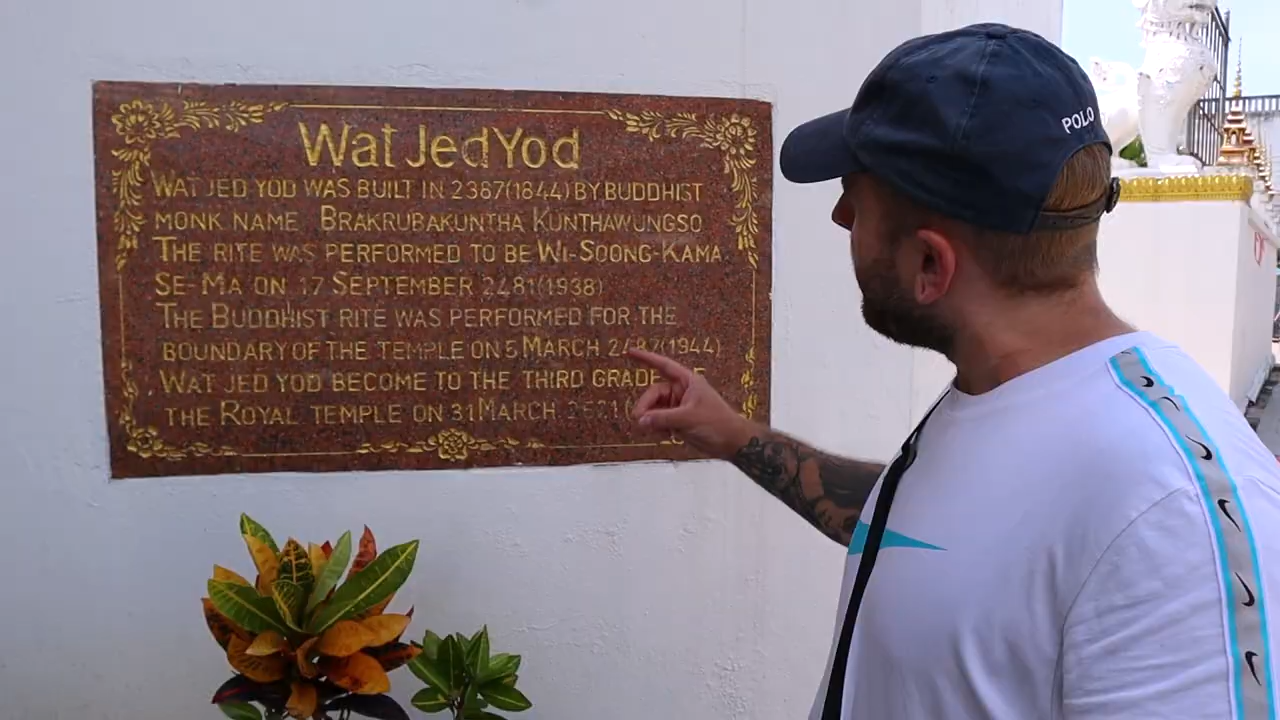 Wat Jed Yod
WAT JED YOD WAS BUILT IN 2387(1844) BY BUDDHIST
MONK NAME BRAKRUBAKUNTHA KUNTHAWUNGSO
THE RITE WAS PERFORMED TO BE WI-SOONG-KAMA
SE-MA ON 17 SEPTEMBER 2481(1938)
THE BUDDHIST RITE WAS PERFORMED FOR THE
BOUNDARY OF THE TEMPLE ON 5 MARCH 2487(1944)
WAT JED YOD BECOME TO THE THIRD GRADE
THE ROYAL TEMPLE ON 31 MARCH 2521(
POLO